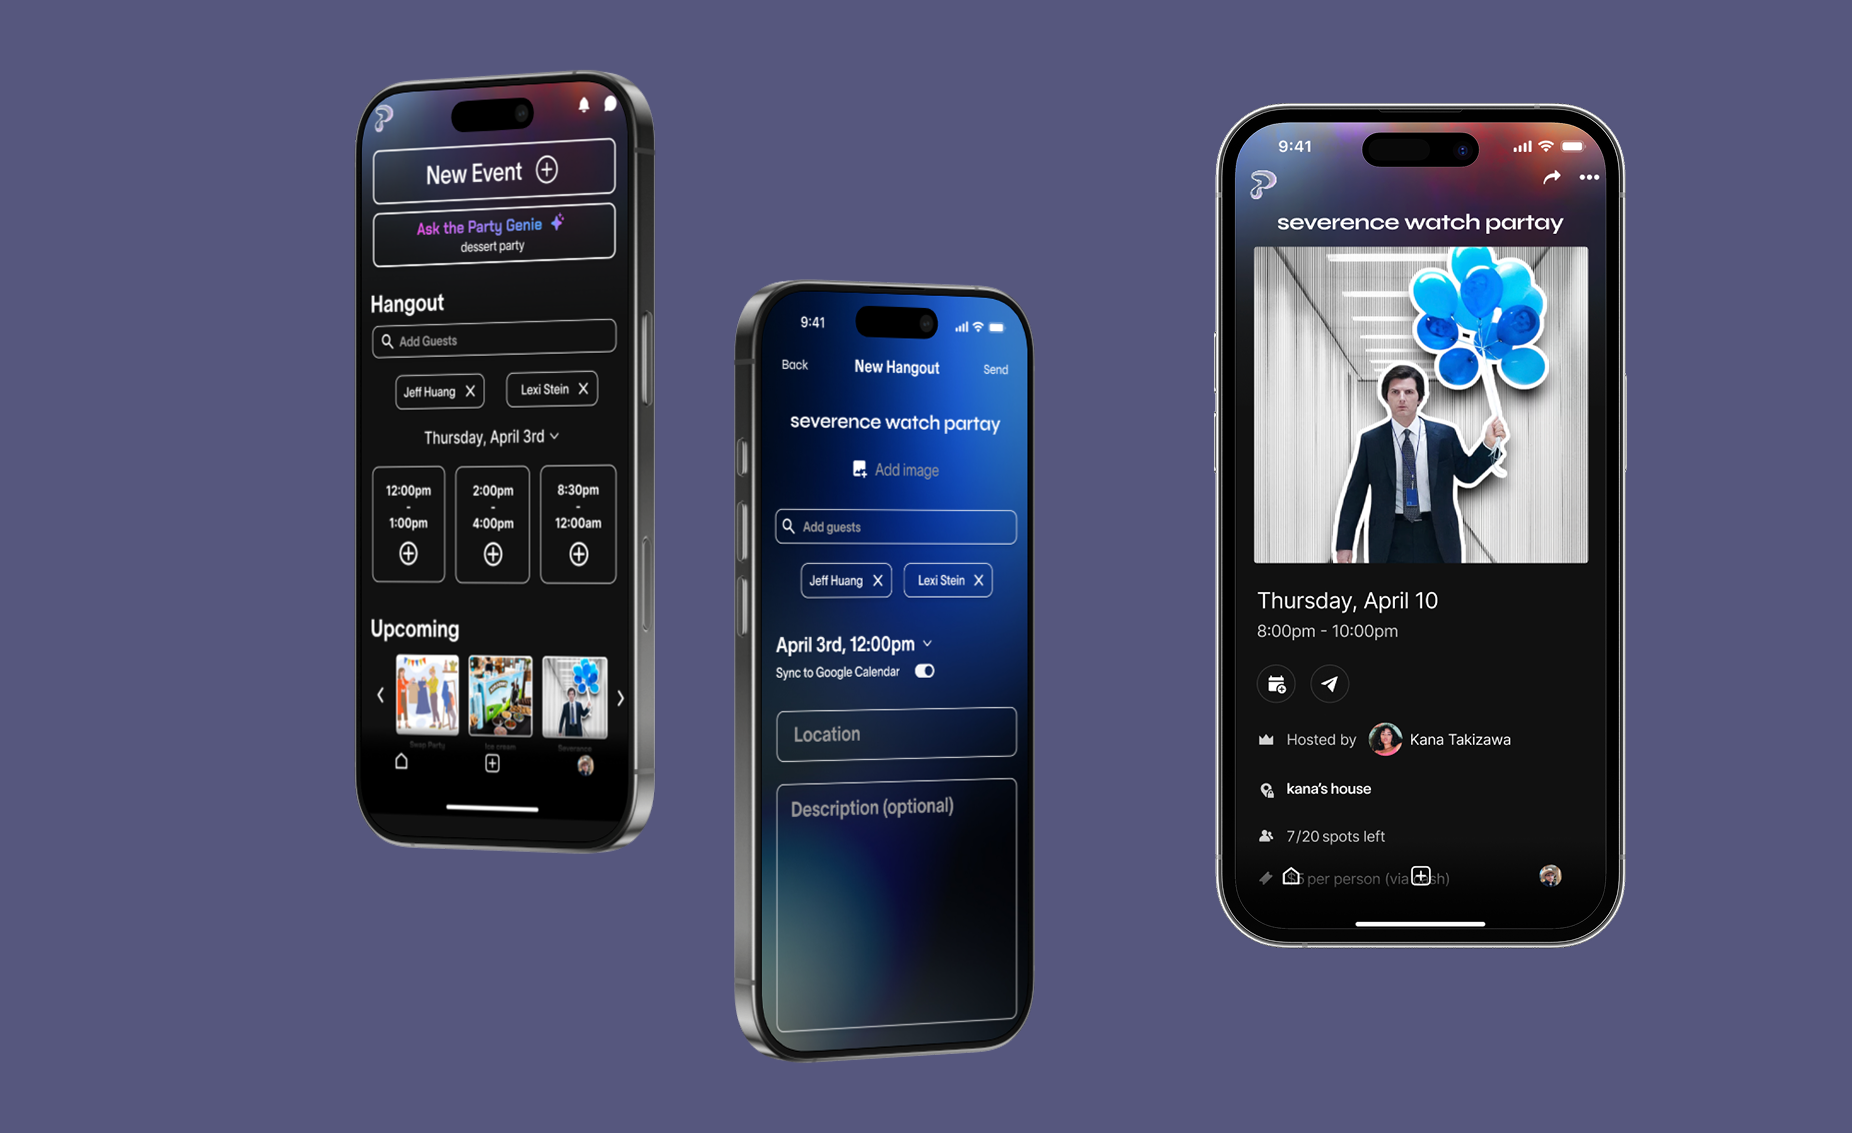 New Event
Ask the Party Genie
dessert party
Hangout
Add Guests
Jeff Huang X
Lexi Stein X
Thursday, April 3rd
12:00pm
-
1:00pm
2:00pm
-
4:00pm
8:30pm
-
12:00am
Upcoming
Swap Party
Ice cream
Severance
9:41
Back
New Hangout
Send
severence watch partay
Add image
Add guests
Jeff Huang X
Lexi Stein X
April 3rd, 12:00pm
Sync to Google Calendar
Location
Description (optional)
9:41
severence watch partay
Thursday, April 10
8:00pm - 10:00pm
Hosted by
Kana Takizawa
kana's house
7/20 spots left
$5 per person (via cash)